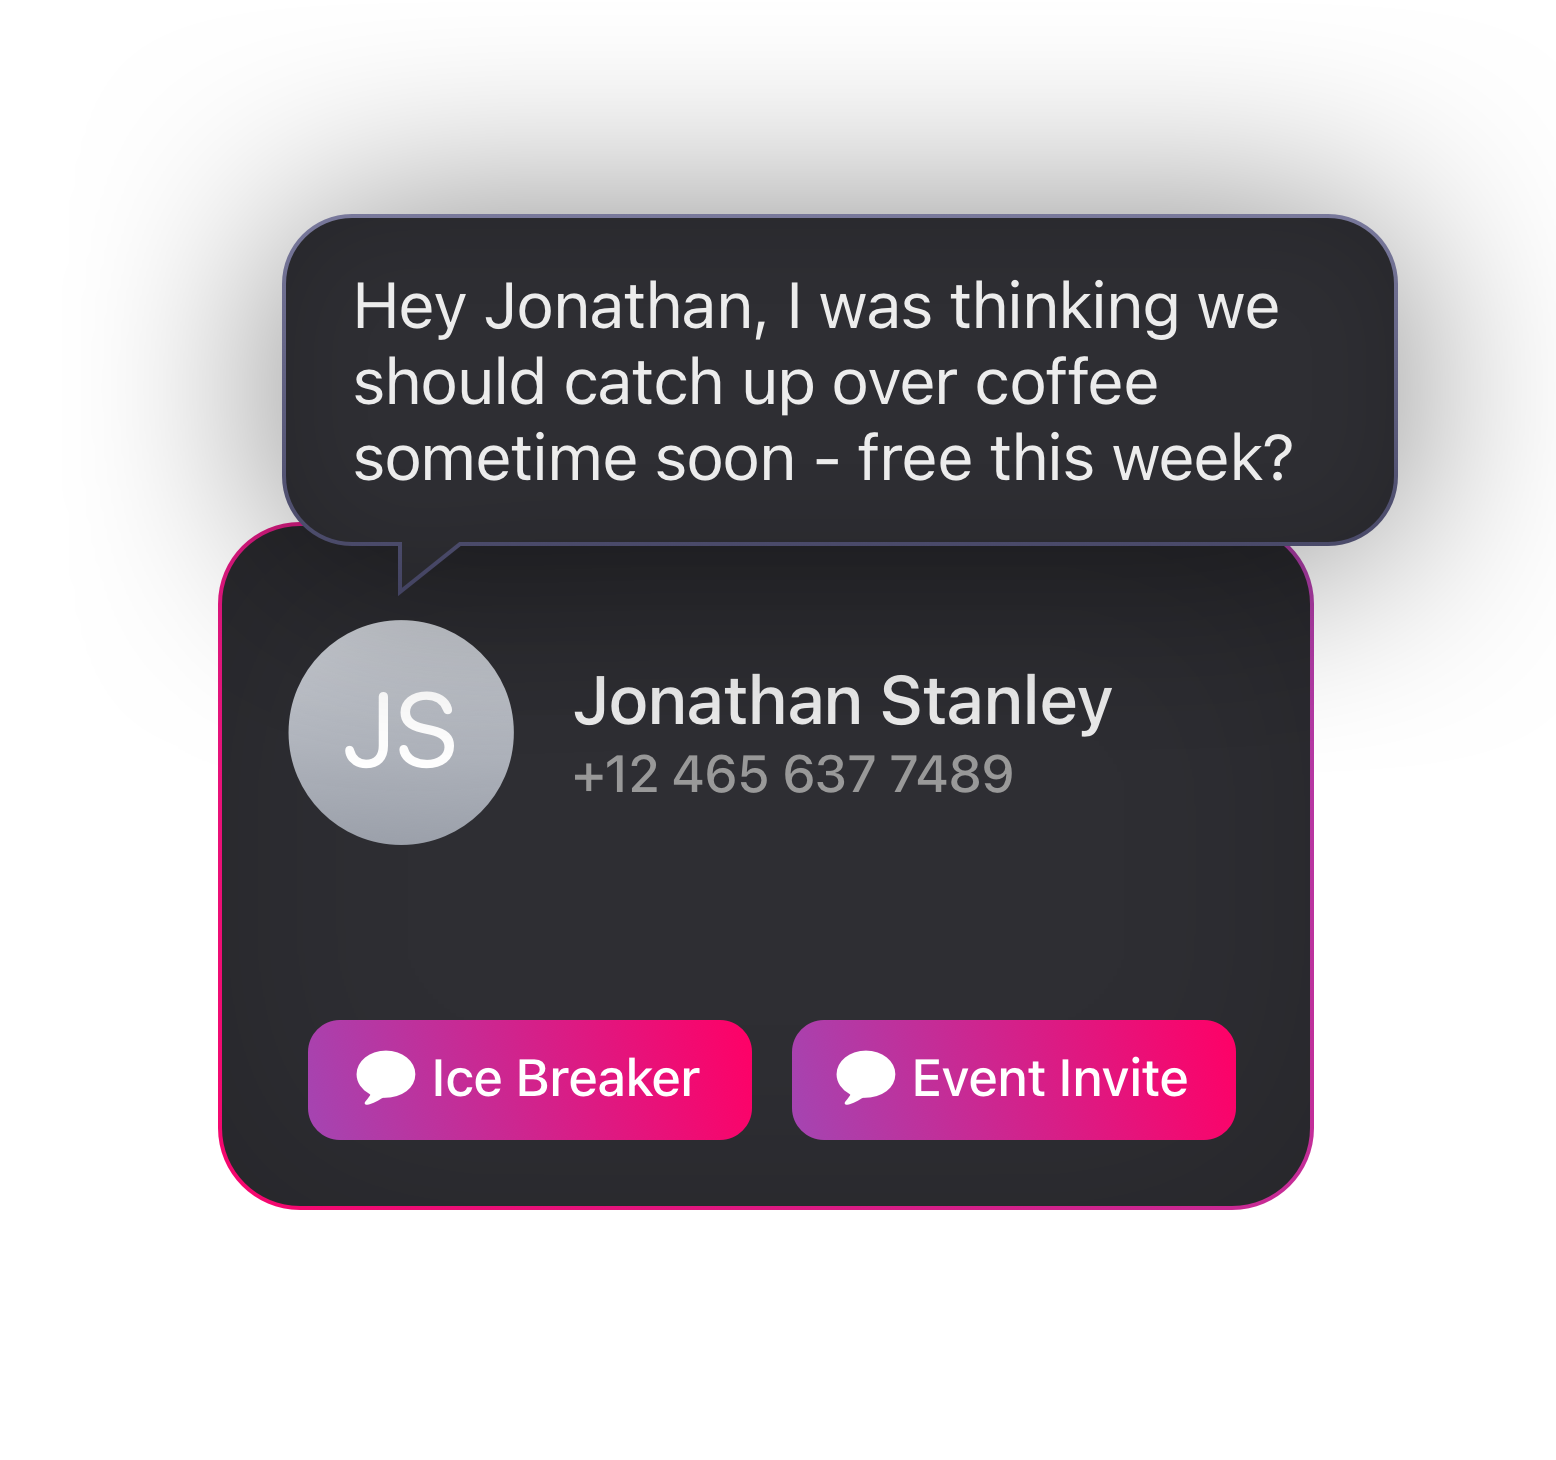 Hey Jonathan, I was thinking we
should catch up over coffee
sometime soon - free this week?
JS
Jonathan Stanley
+12 465 637 7489
Ice Breaker
Event Invite